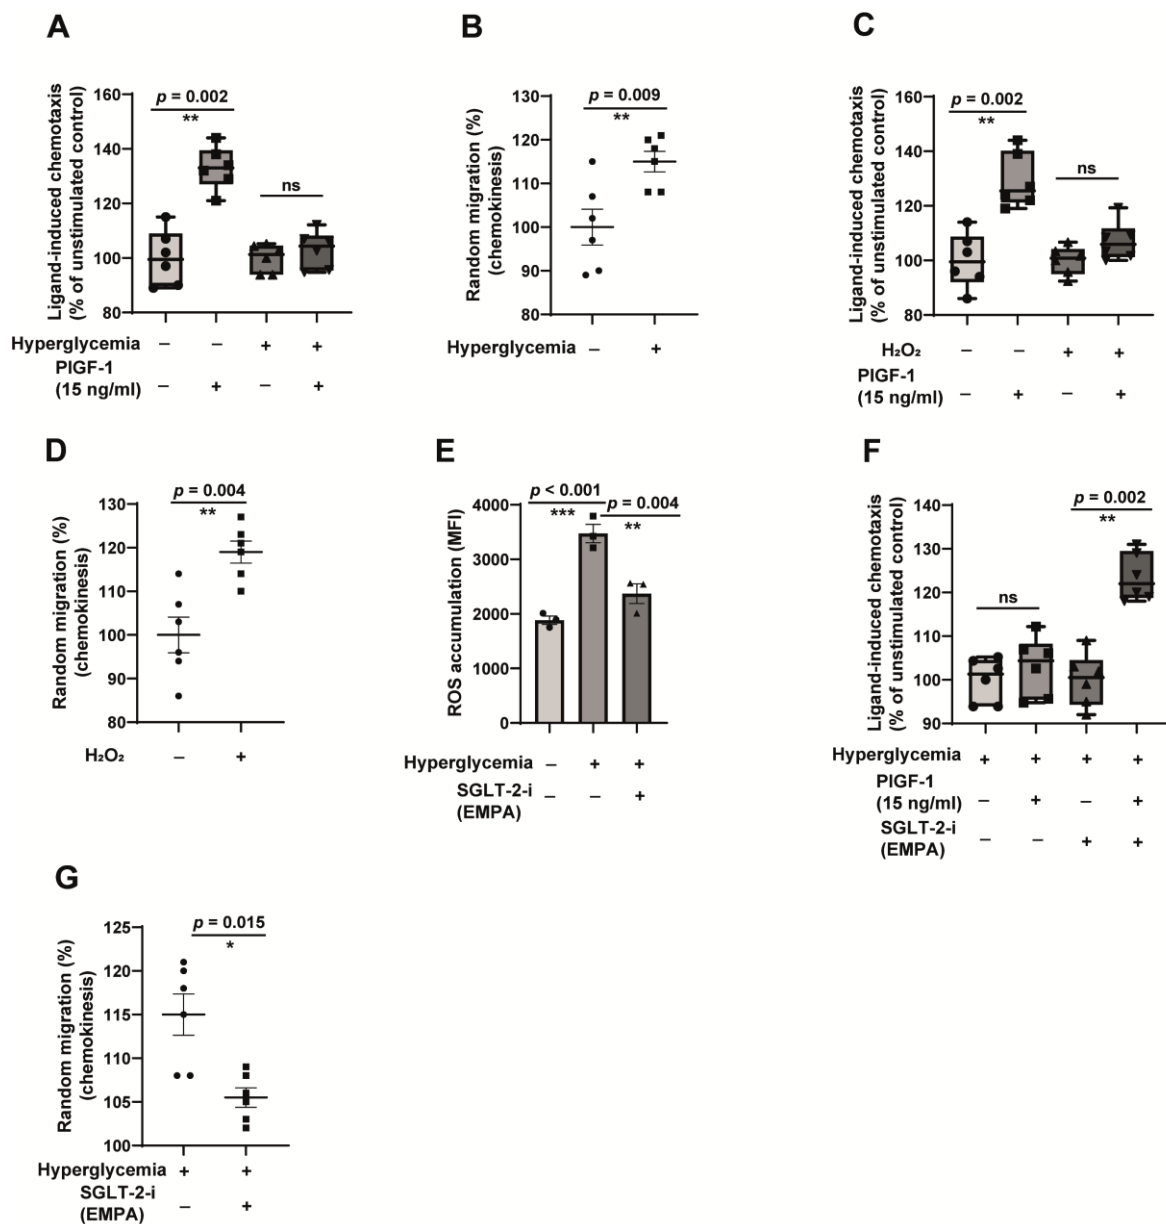 A
Ligand-induced chemotaxis
(% of unstimulated control)
160
140
120
100
80
p = 0.002
**
ns
Hyperglycemia – – + +
PlGF-1
(15 ng/ml) – + – +
B
Random migration (%)
(chemokinesis)
130
120
110
100
90
80
p = 0.009
**
Hyperglycemia – +
C
Ligand-induced chemotaxis
(% of unstimulated control)
160
140
120
100
80
p = 0.002
**
ns
H₂O₂ – – + +
PlGF-1
(15 ng/ml) – + – +
D
Random migration (%)
(chemokinesis)
130
120
110
100
90
80
p = 0.004
**
H₂O₂ – +
E
ROS accumulation (MFI)
4000
3000
2000
1000
0
p < 0.001
***
p = 0.004
**
Hyperglycemia – + +
SGLT-2-i
(EMPA) – – +
F
Ligand-induced chemotaxis
(% of unstimulated control)
140
130
120
110
100
90
ns
p = 0.002
**
Hyperglycemia + + + +
PlGF-1
(15 ng/ml) – + – +
SGLT-2-i
(EMPA) – – + +
G
Random migration (%)
(chemokinesis)
125
120
115
110
105
100
p = 0.015
*
Hyperglycemia + +
SGLT-2-i
(EMPA) – +